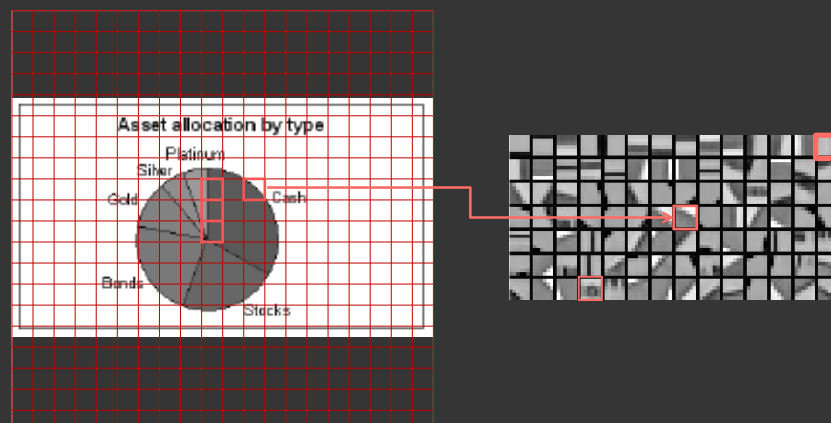 Asset allocation by type
Platinum
Silver
Gold
Cash
Bonds
Stocks